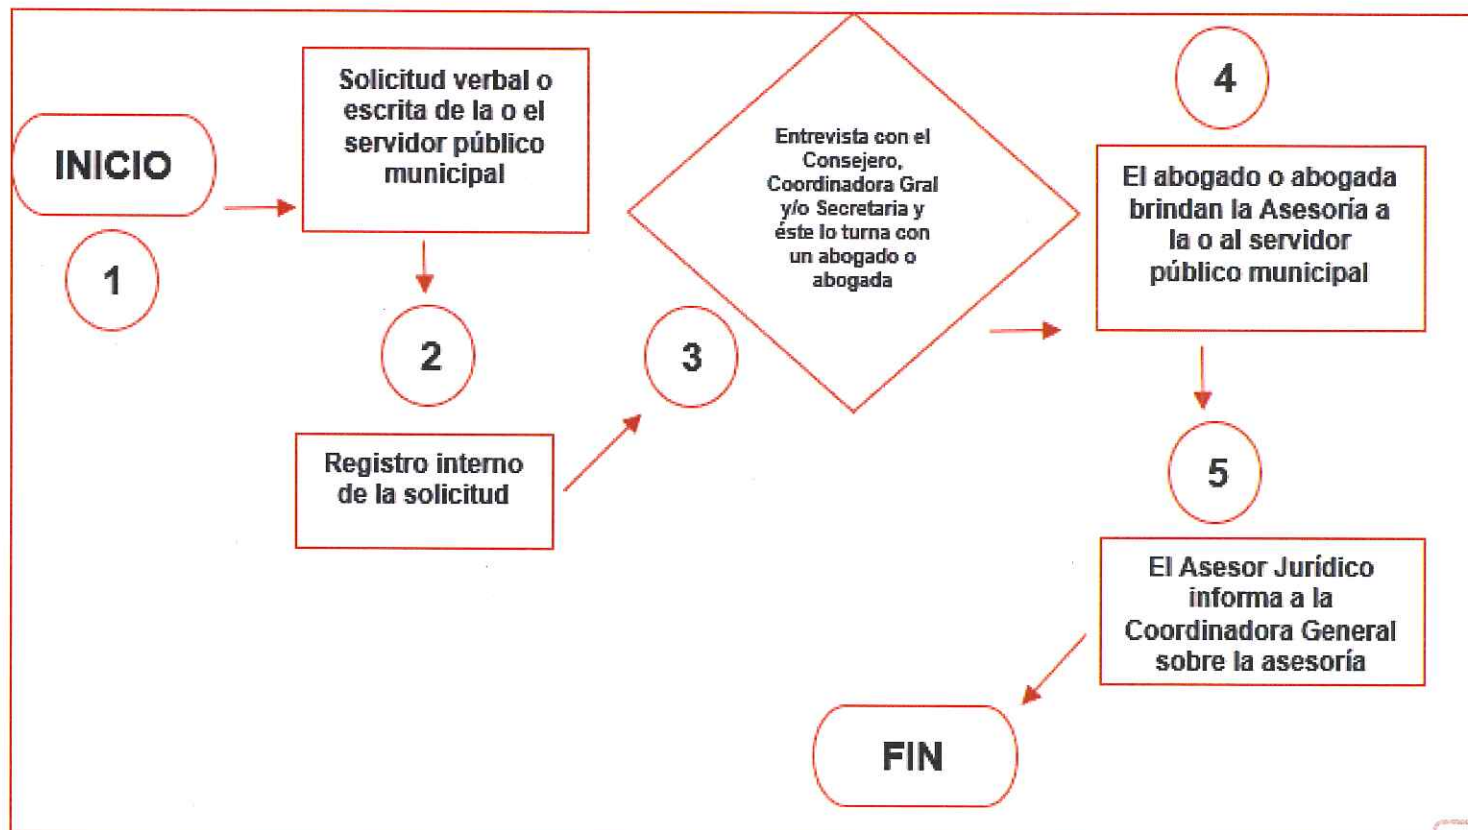 INICIO
1
Solicitud verbal o
escrita de la o el
servidor público
municipal
2
Registro interno
de la solicitud
3
Entrevista con el
Consejero,
Coordinadora Gral
y/o Secretaria y
éste lo turna con
un abogado o
abogada
4
El abogado o abogada
brindan la Asesoría a
la o al servidor
público municipal
5
El Asesor Jurídico
informa a la
Coordinadora General
sobre la asesoría
FIN